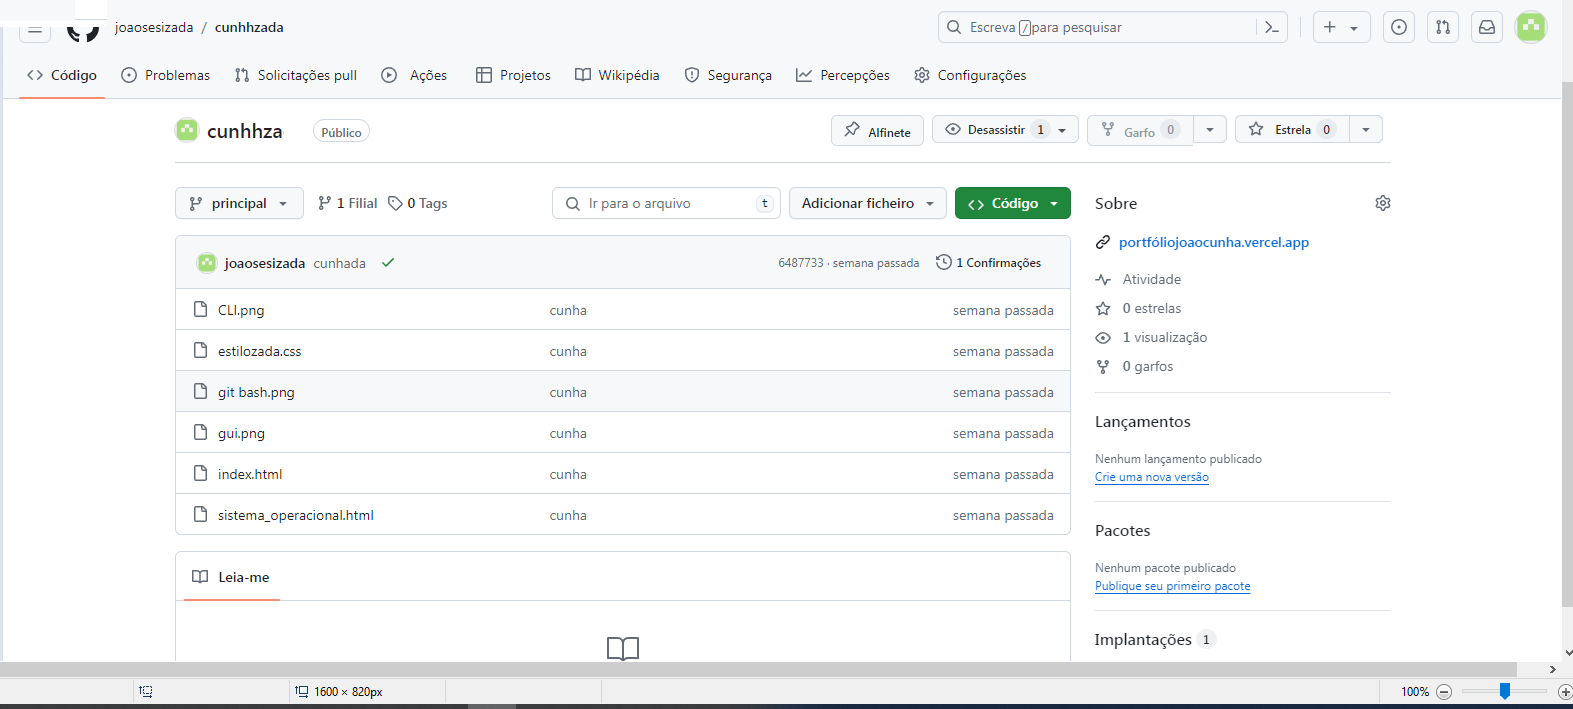 joaosesizada / cunhhzada
Escreva / para pesquisar
Código Problemas Solicitações pull Ações Projetos Wikipédia Segurança Percepções Configurações
cunhhza Público
Alfinete Desassistir 1 Garfo 0 Estrela 0
principal 1 Filial 0 Tags
Ir para o arquivo t
Adicionar ficheiro
Código
joaosesizada cunhada 6487733 · semana passada 1 Confirmações
CLI.png cunha semana passada
estilozada.css cunha semana passada
git bash.png cunha semana passada
gui.png cunha semana passada
index.html cunha semana passada
sistema_operacional.html cunha semana passada
Leia-me
Sobre
portfóliojoaocunha.vercel.app
Atividade
0 estrelas
1 visualização
0 garfos
Lançamentos
Nenhum lançamento publicado
Crie uma nova versão
Pacotes
Nenhum pacote publicado
Publique seu primeiro pacote
Implantações 1
1600 × 820px
100%